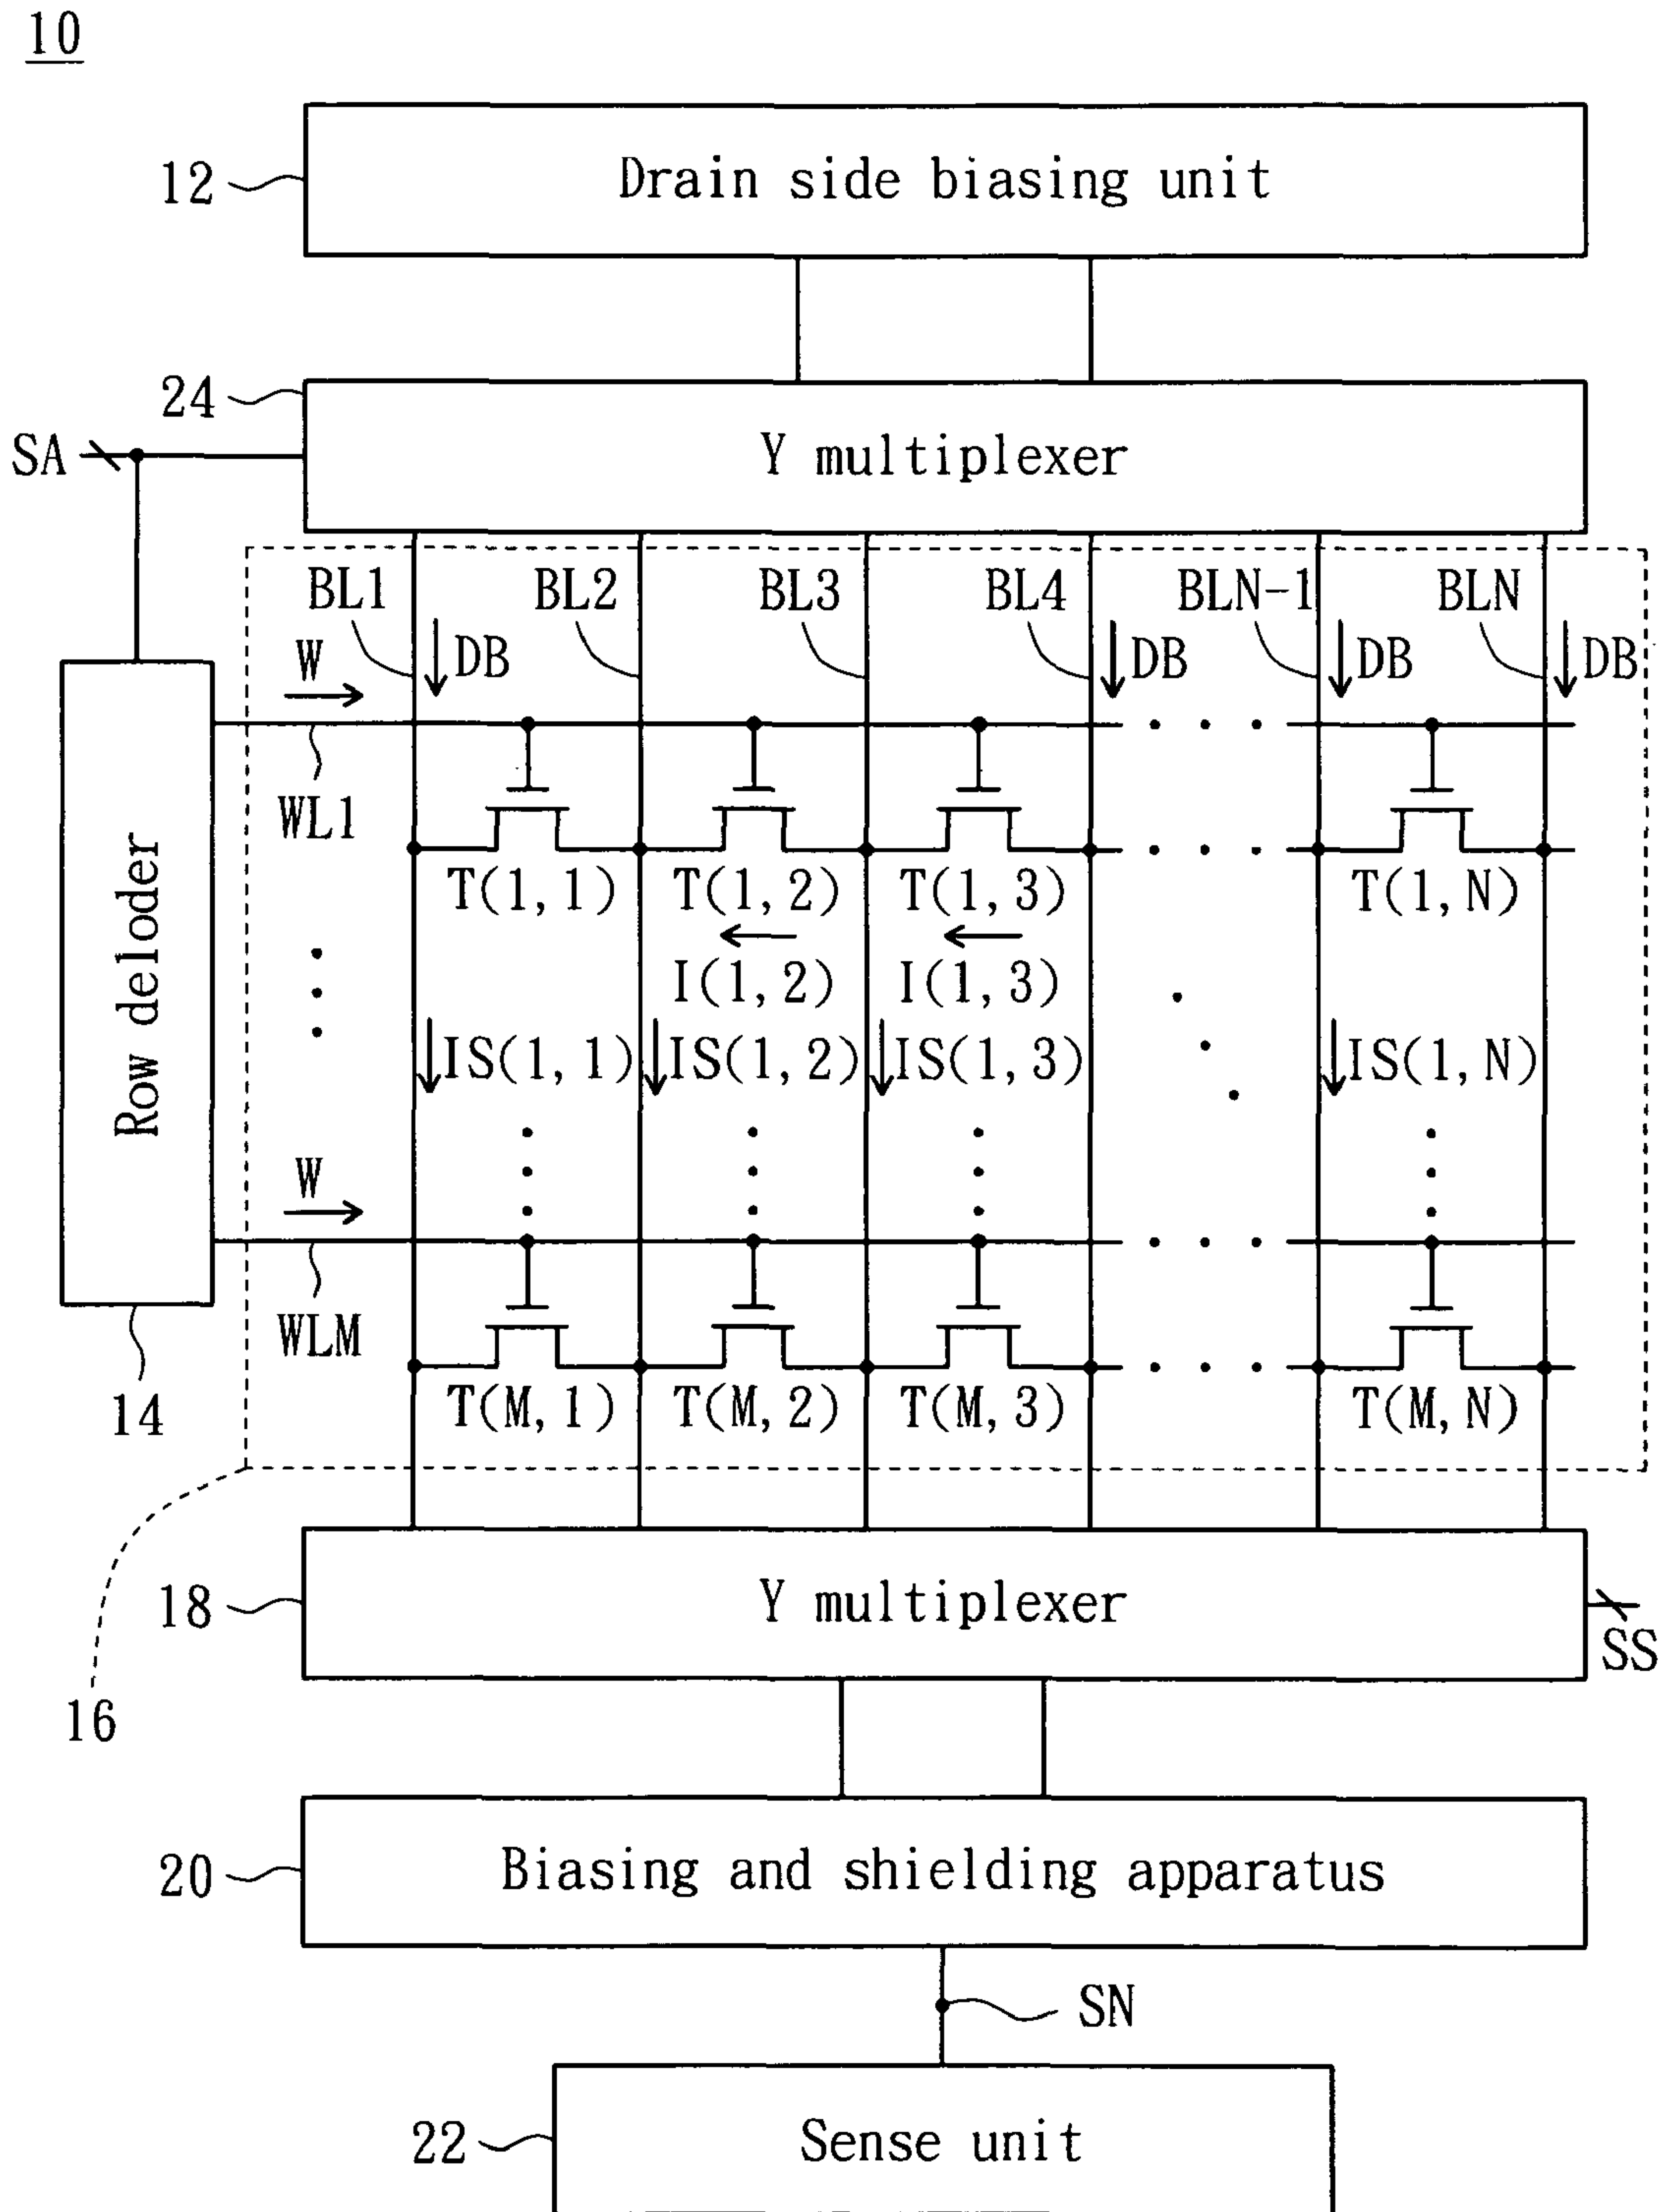 10
12
Drain side biasing unit
24
SA
Y multiplexer
BL1 BL2 BL3 BL4 BLN-1 BLN
W DB DB DB DB
WL1
T(1, 1) T(1, 2) T(1, 3) T(1, N)
I(1, 2) I(1, 3)
Row deloder
IS(1, 1) IS(1, 2) IS(1, 3) IS(1, N)
W
WLM
14
T(M, 1) T(M, 2) T(M, 3) T(M, N)
18
Y multiplexer
SS
16
20
Biasing and shielding apparatus
SN
22
Sense unit